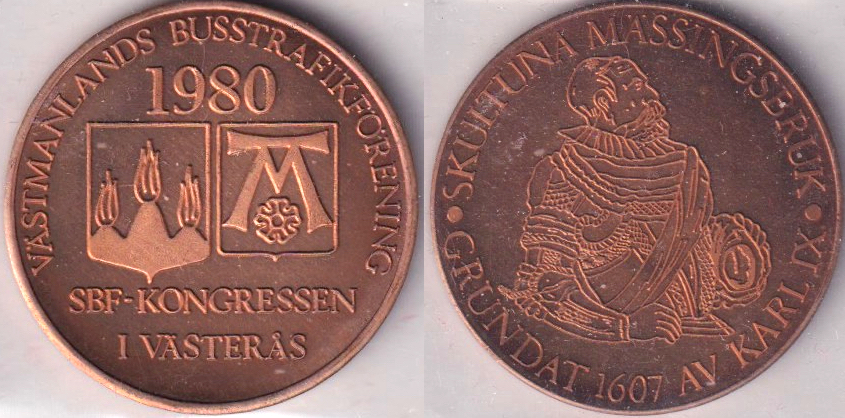 VÄSTMANLANDS BUSSTRAFIKFÖRENING
1980
SBF-KONGRESSEN
I VÄSTERÅS
• SKULTUNA MÄSSINGSBRUK •
GRUNDAT 1607 AV KARL IX